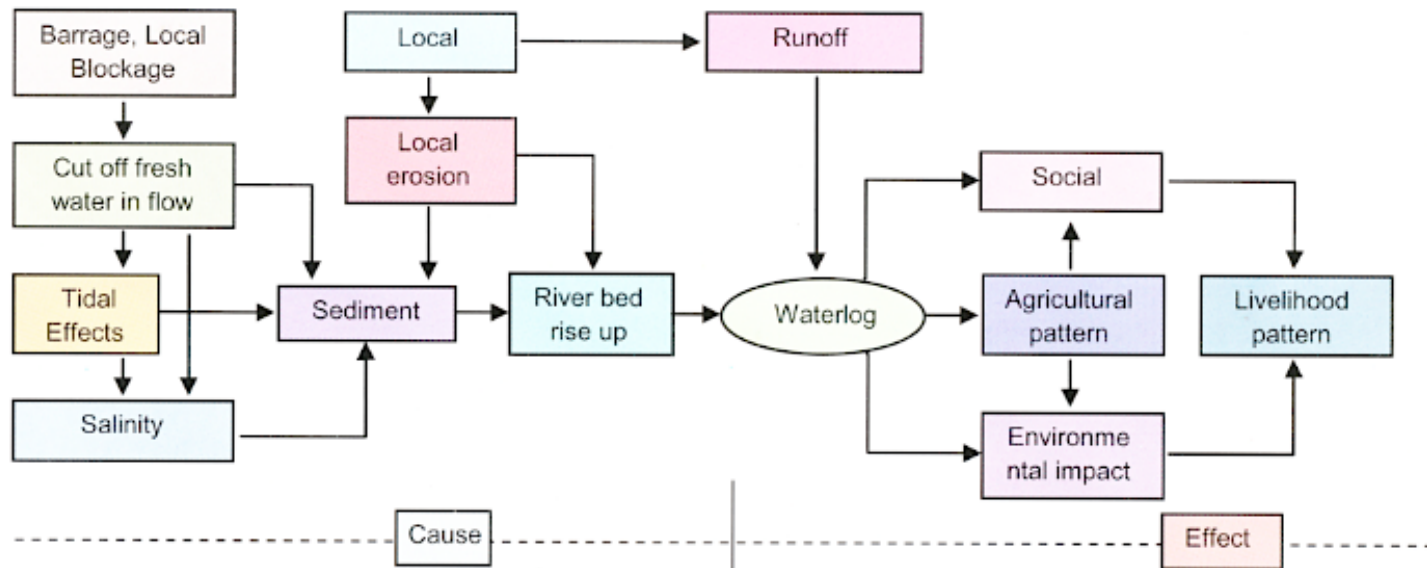 Barrage, Local
Blockage
Local
Runoff
Cut off fresh
water in flow
Local
erosion
Social
Tidal
Effects
Sediment
River bed
rise up
Waterlog
Agricultural
pattern
Livelihood
pattern
Salinity
Environme
ntal impact
Cause
Effect